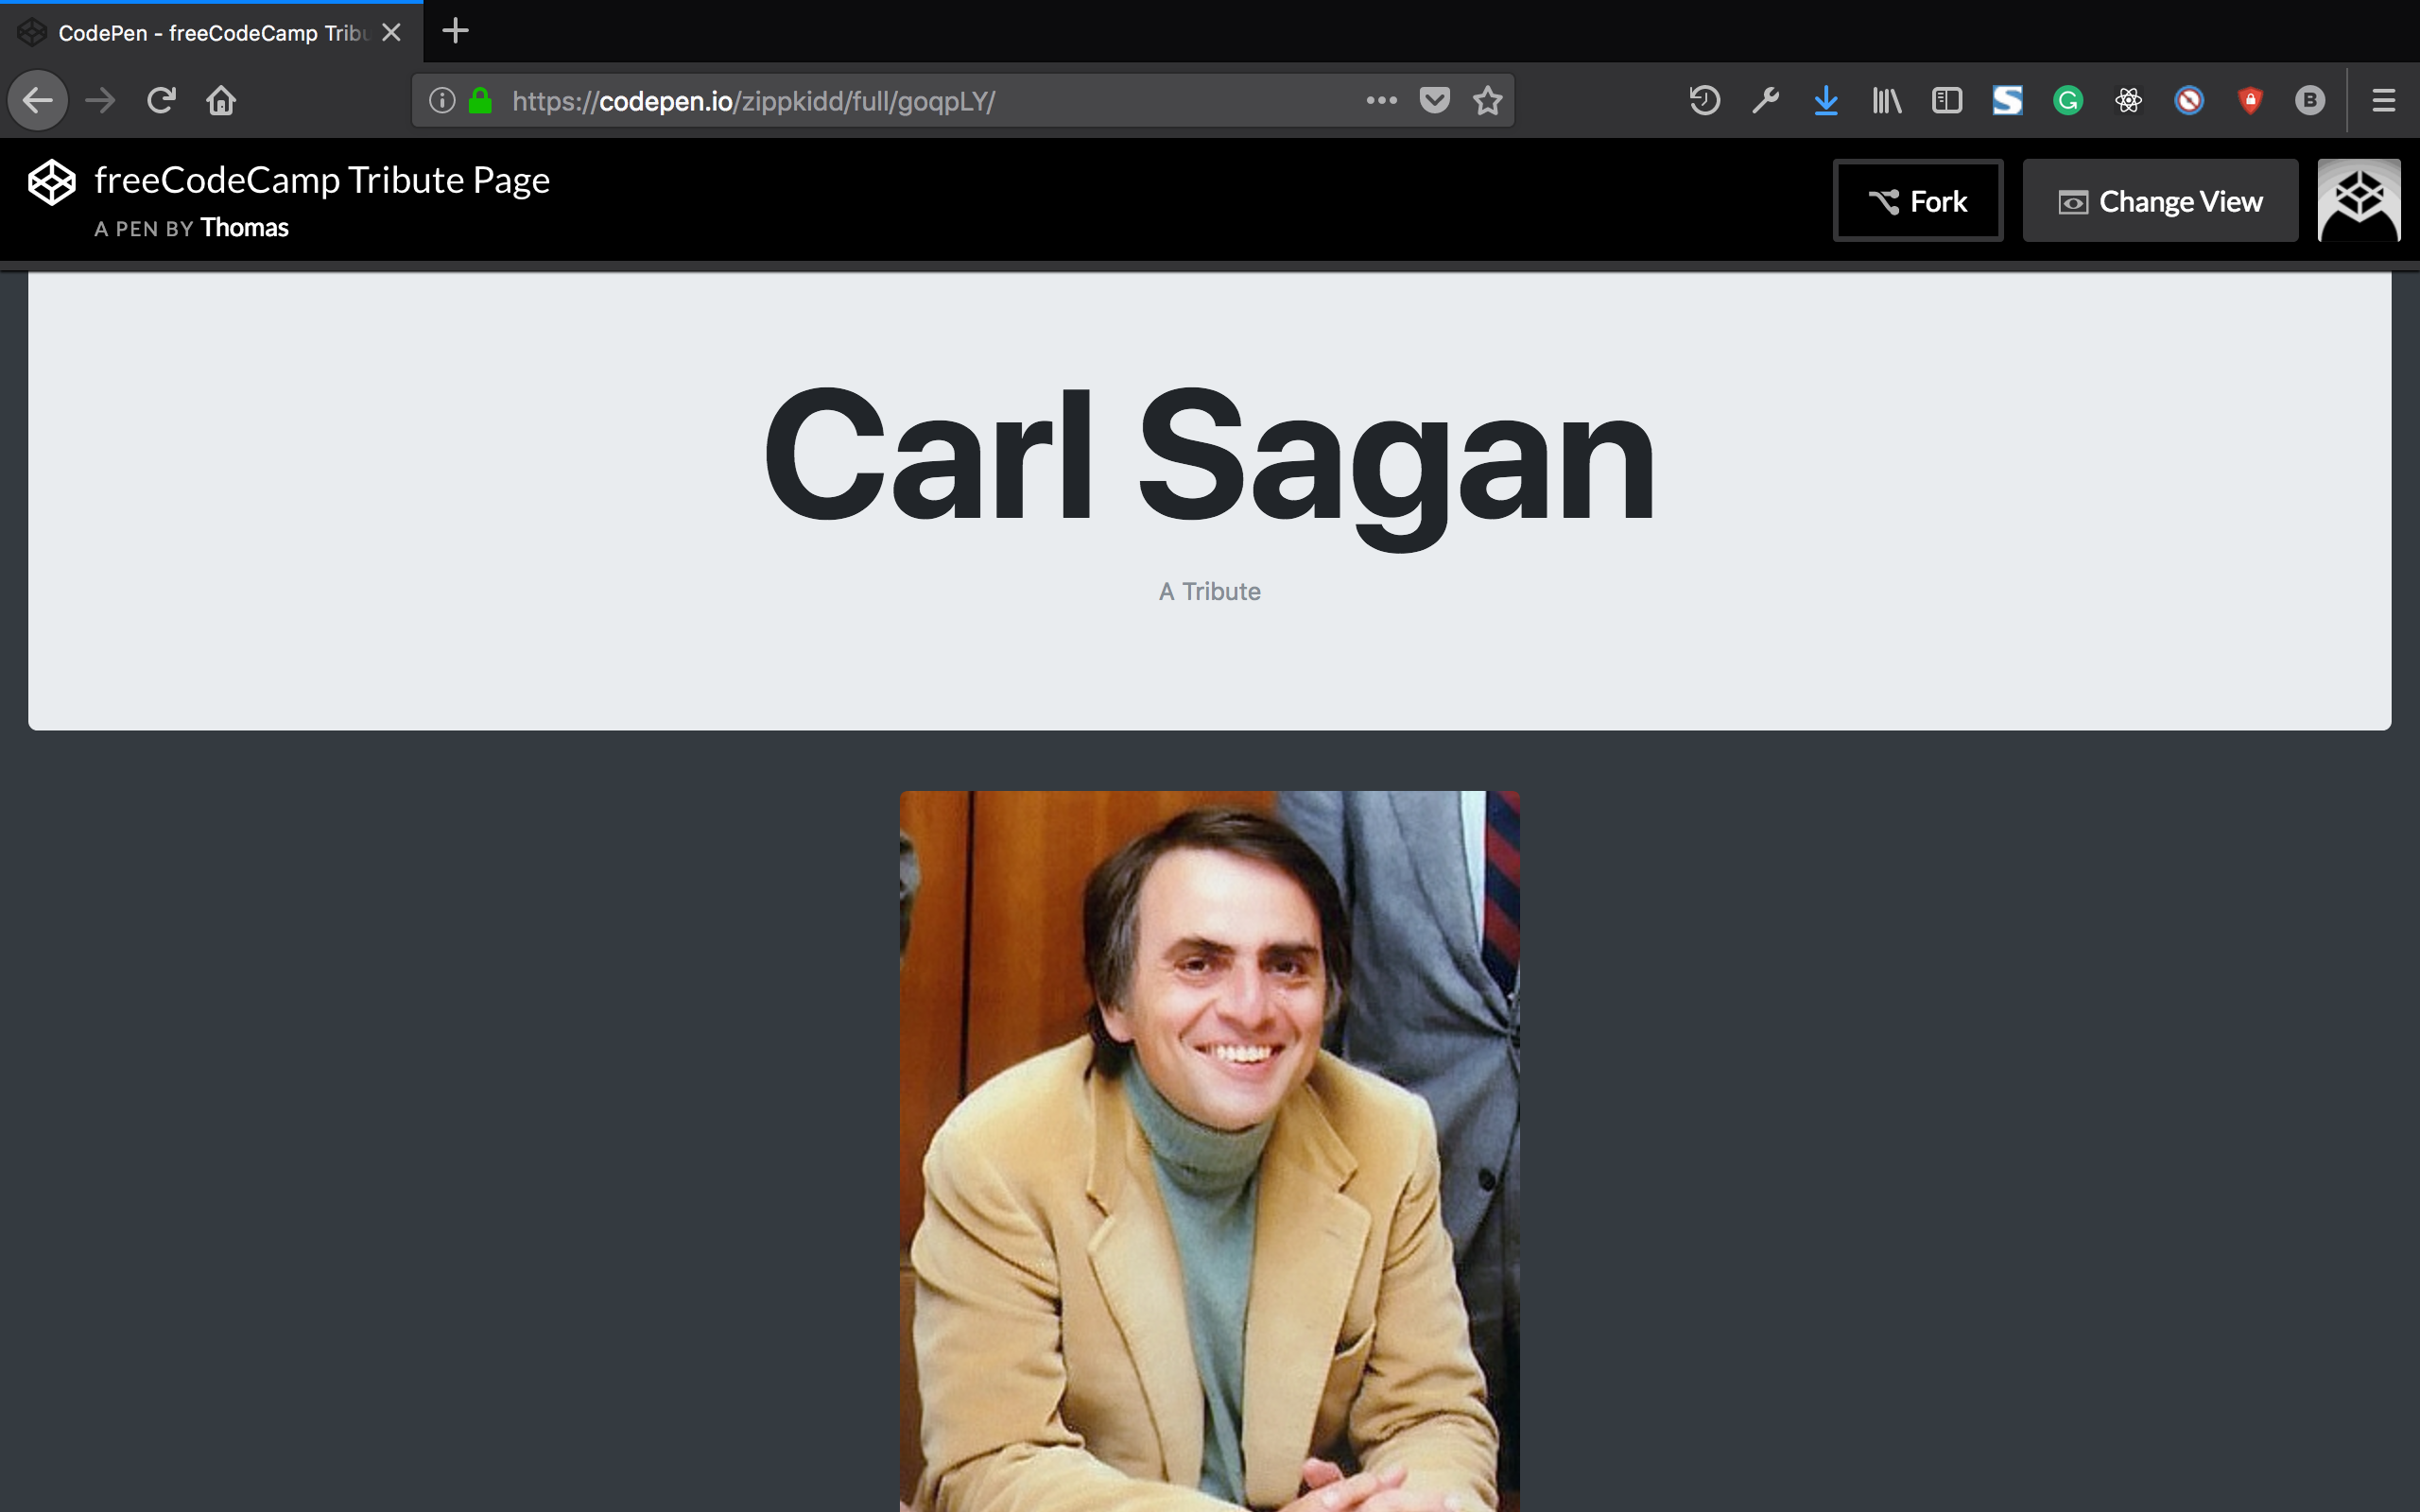 CodePen - freeCodeCamp Tribu
https://codepen.io/zippkidd/full/goqpLY/
freeCodeCamp Tribute Page
A PEN BY Thomas
Fork
Change View
Carl Sagan
A Tribute